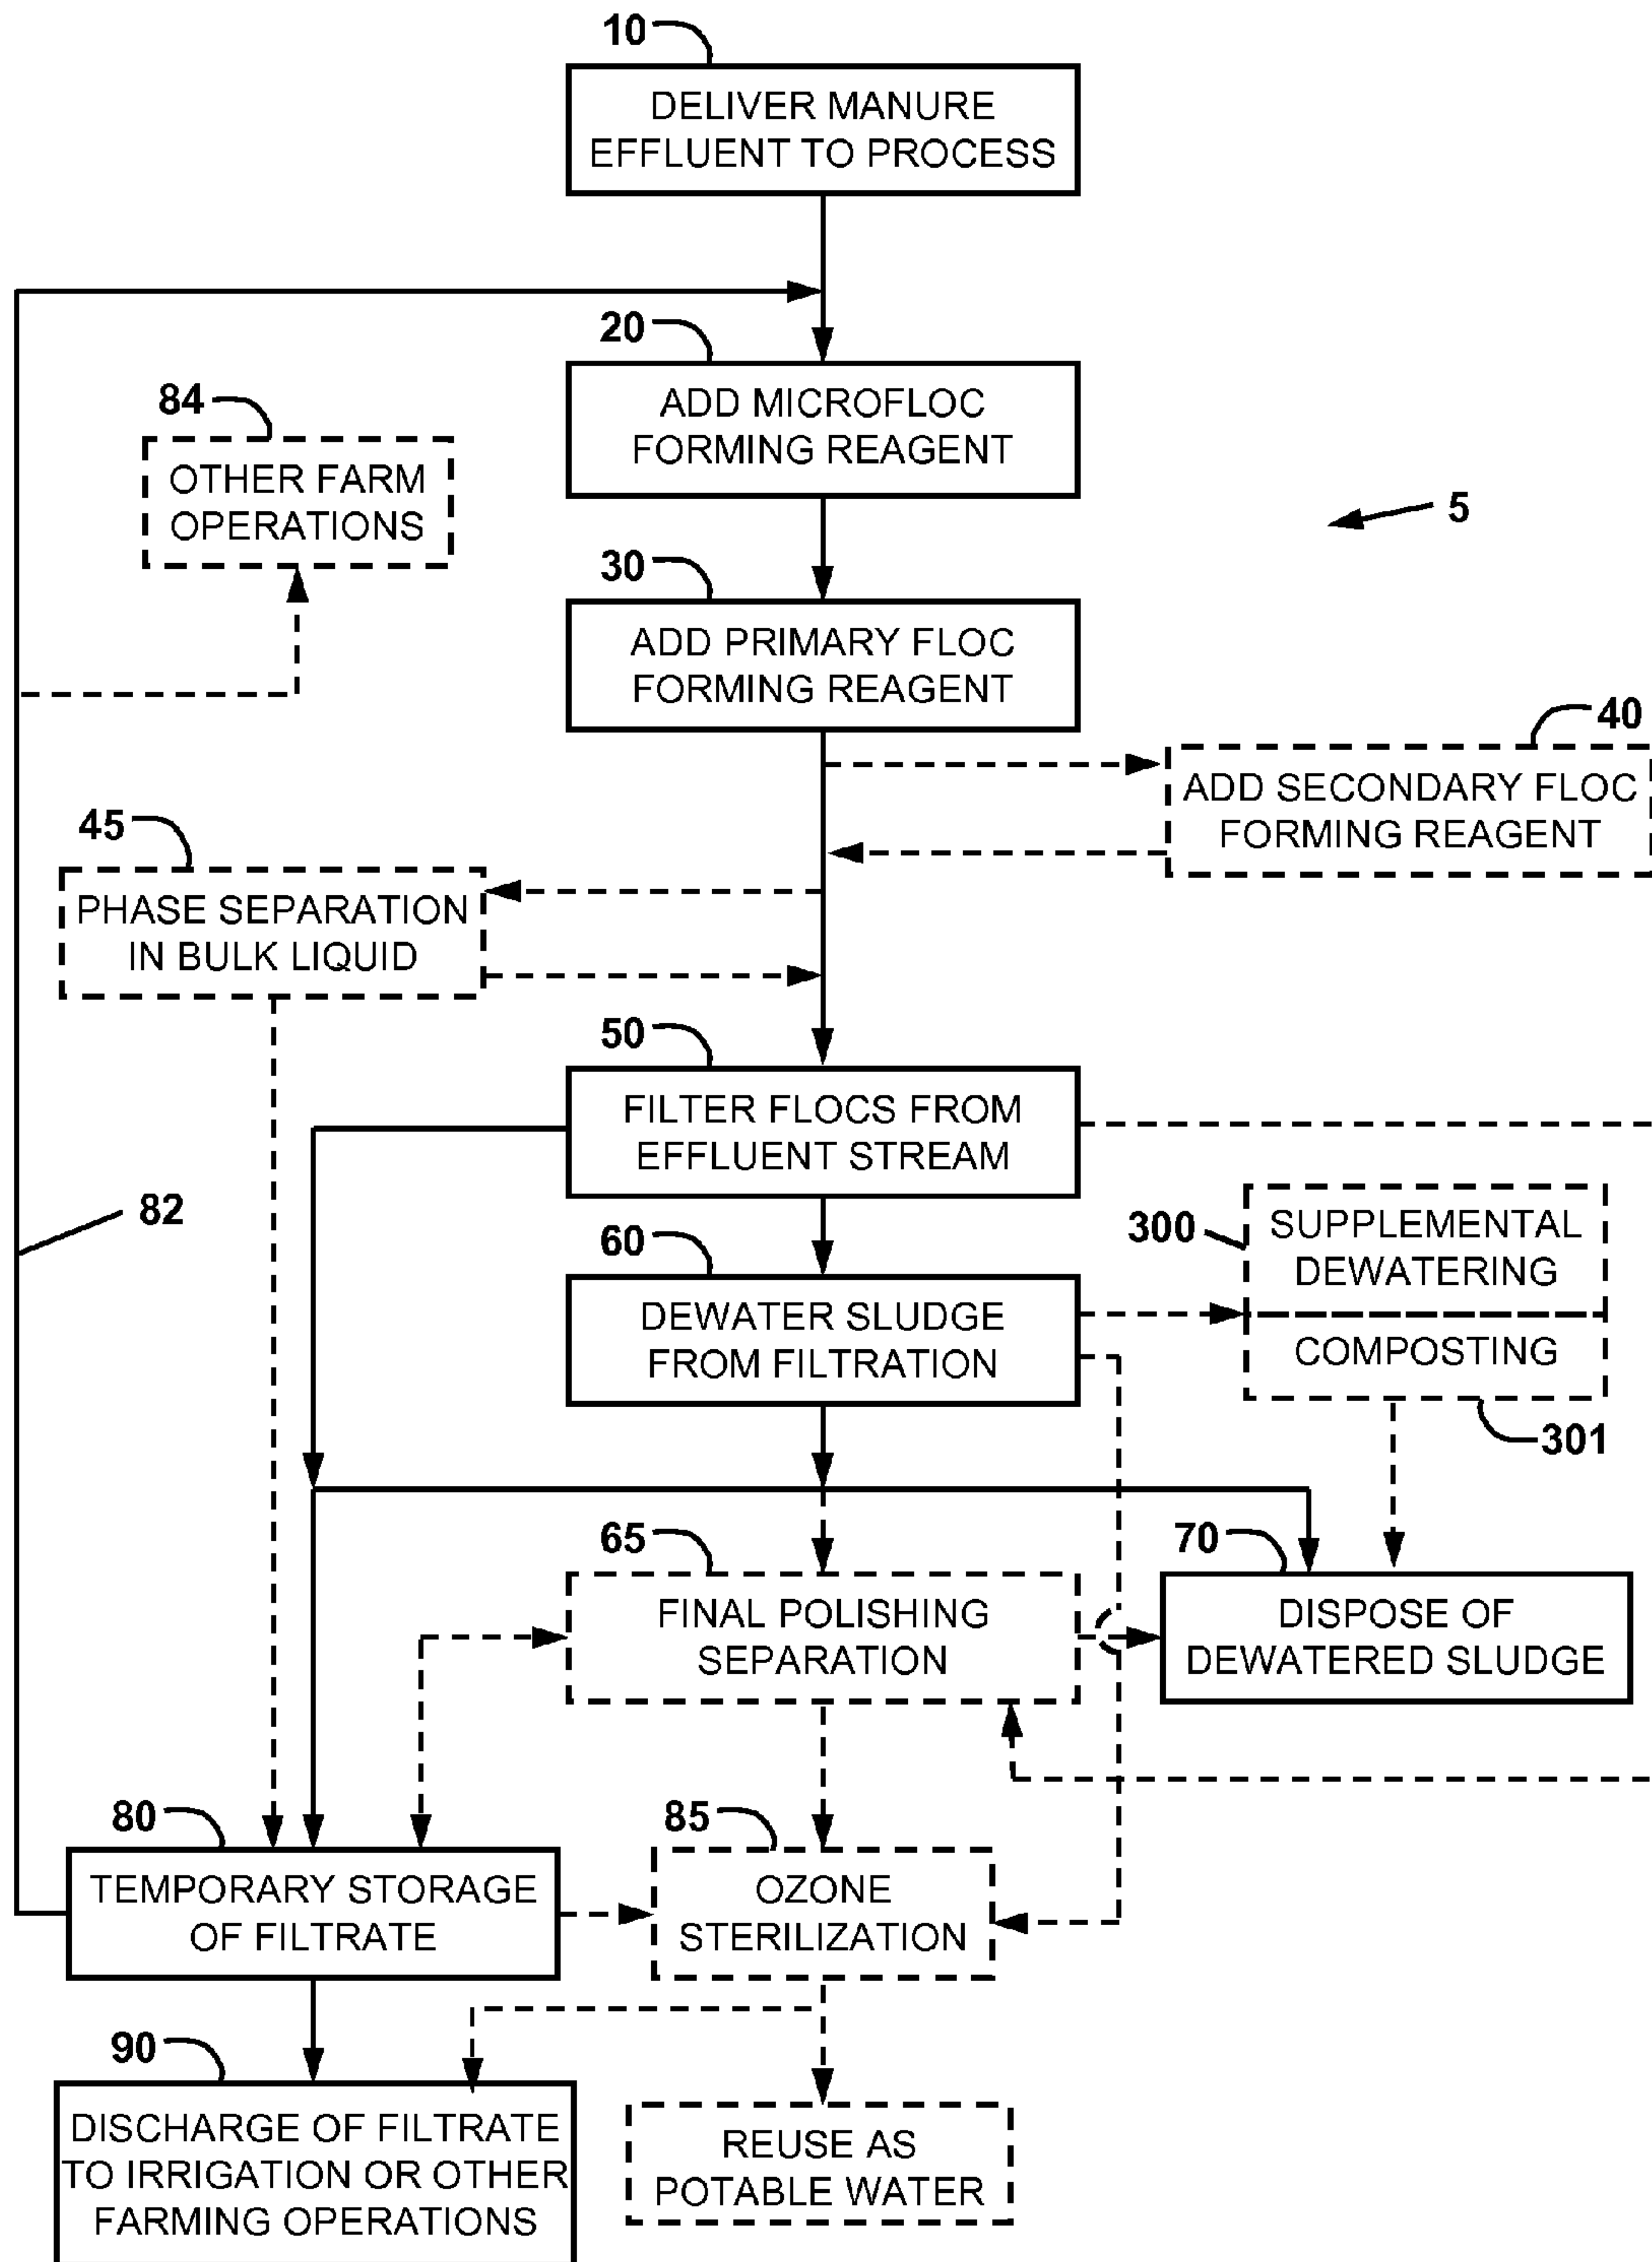 10
DELIVER MANURE
EFFLUENT TO PROCESS
20
ADD MICROFLOC
FORMING REAGENT
84
OTHER FARM
OPERATIONS
5
30
ADD PRIMARY FLOC
FORMING REAGENT
40
ADD SECONDARY FLOC
FORMING REAGENT
45
PHASE SEPARATION
IN BULK LIQUID
50
FILTER FLOCS FROM
EFFLUENT STREAM
82
60
DEWATER SLUDGE
FROM FILTRATION
300
SUPPLEMENTAL
DEWATERING
COMPOSTING
301
65
FINAL POLISHING
SEPARATION
70
DISPOSE OF
DEWATERED SLUDGE
80
TEMPORARY STORAGE
OF FILTRATE
85
OZONE
STERILIZATION
90
DISCHARGE OF FILTRATE
TO IRRIGATION OR OTHER
FARMING OPERATIONS
REUSE AS
POTABLE WATER